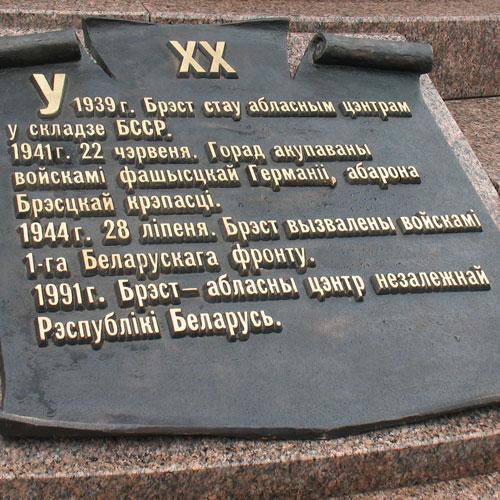 XX
У 1939 г. Брэст стаў абласным цэнтрам
у складзе БССР.
1941 г. 22 чэрвеня. Горад акупаваны
войскамі фашысцкай Германіі, абарона
Брэсцкай крэпасці.
1944 г. 28 ліпеня. Брэст вызвалены войскамі
1-га Беларускага фронту.
1991 г. Брэст — абласны цэнтр незалежнай
Рэспублікі Беларусь.